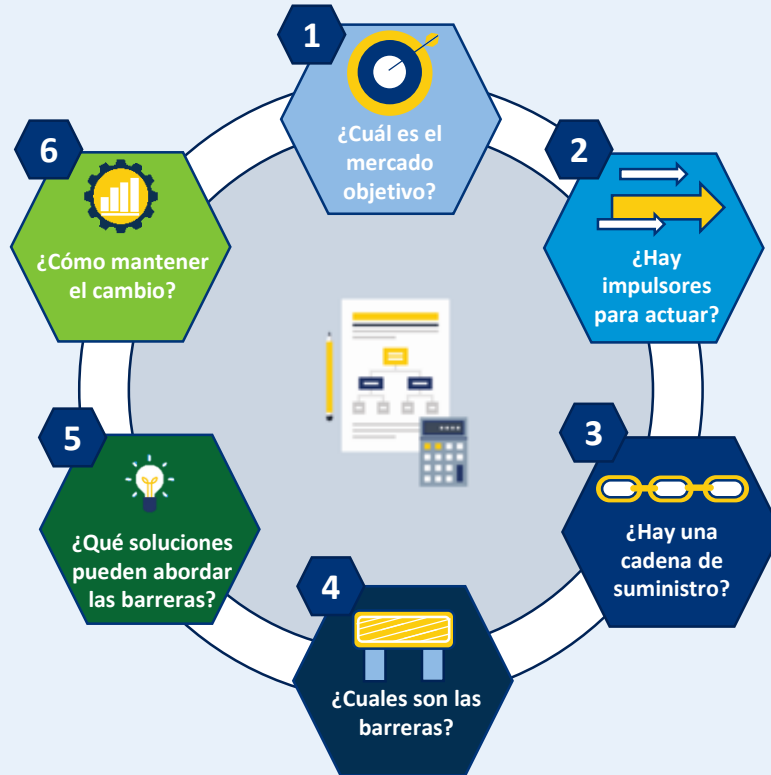 1
¿Cuál es el
mercado
objetivo?
2
¿Hay
impulsores
para actuar?
3
¿Hay una
cadena de
suministro?
4
¿Cuales son las
barreras?
5
¿Qué soluciones
pueden abordar
las barreras?
6
¿Cómo mantener
el cambio?